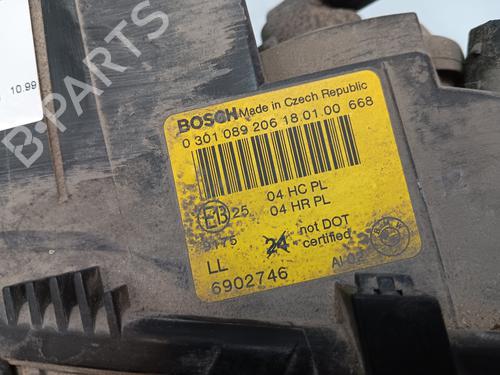 10:99
B-PARTS
BOSCH Made in Czech Republic
0 301 089 206 18 01 00 668
04 HC PL
04 HR PL
25
24
not DOT
certified
LL
6902746